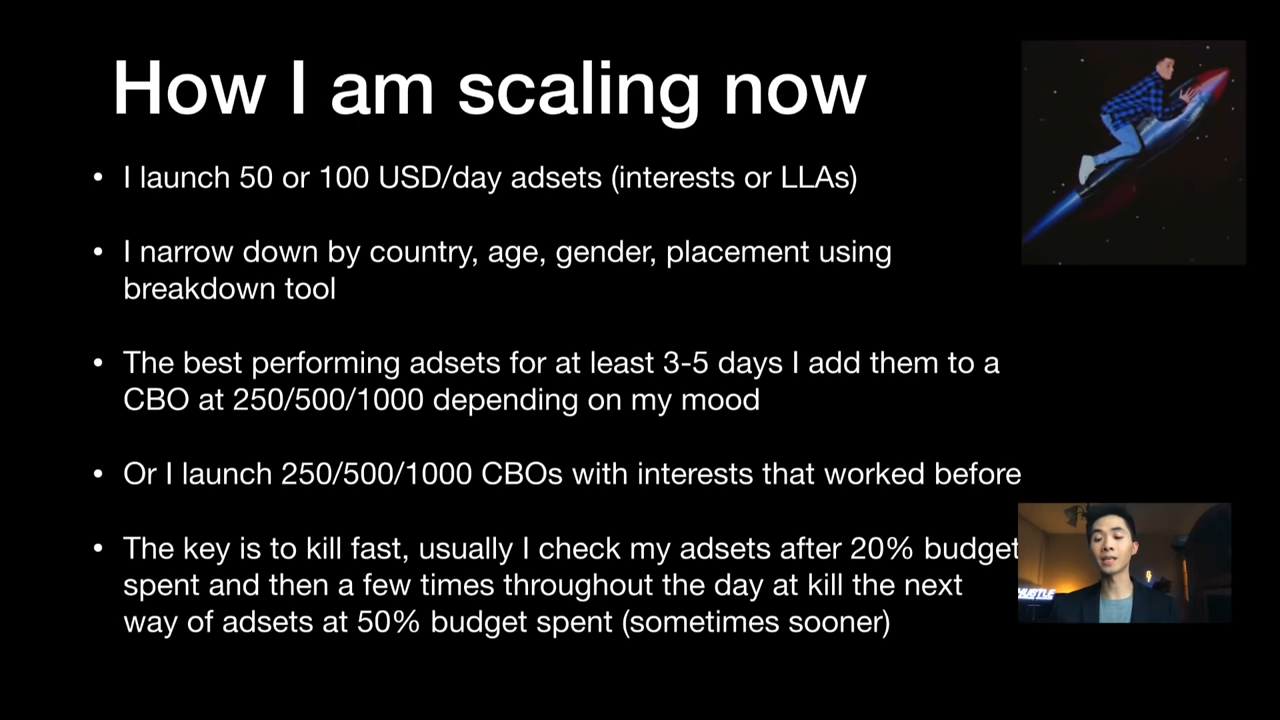 How I am scaling now
• I launch 50 or 100 USD/day adsets (interests or LLAs)
• I narrow down by country, age, gender, placement using
breakdown tool
• The best performing adsets for at least 3-5 days I add them to a
CBO at 250/500/1000 depending on my mood
• Or I launch 250/500/1000 CBOs with interests that worked before
• The key is to kill fast, usually I check my adsets after 20% budget
spent and then a few times throughout the day at kill the next
way of adsets at 50% budget spent (sometimes sooner)
HUSTLE